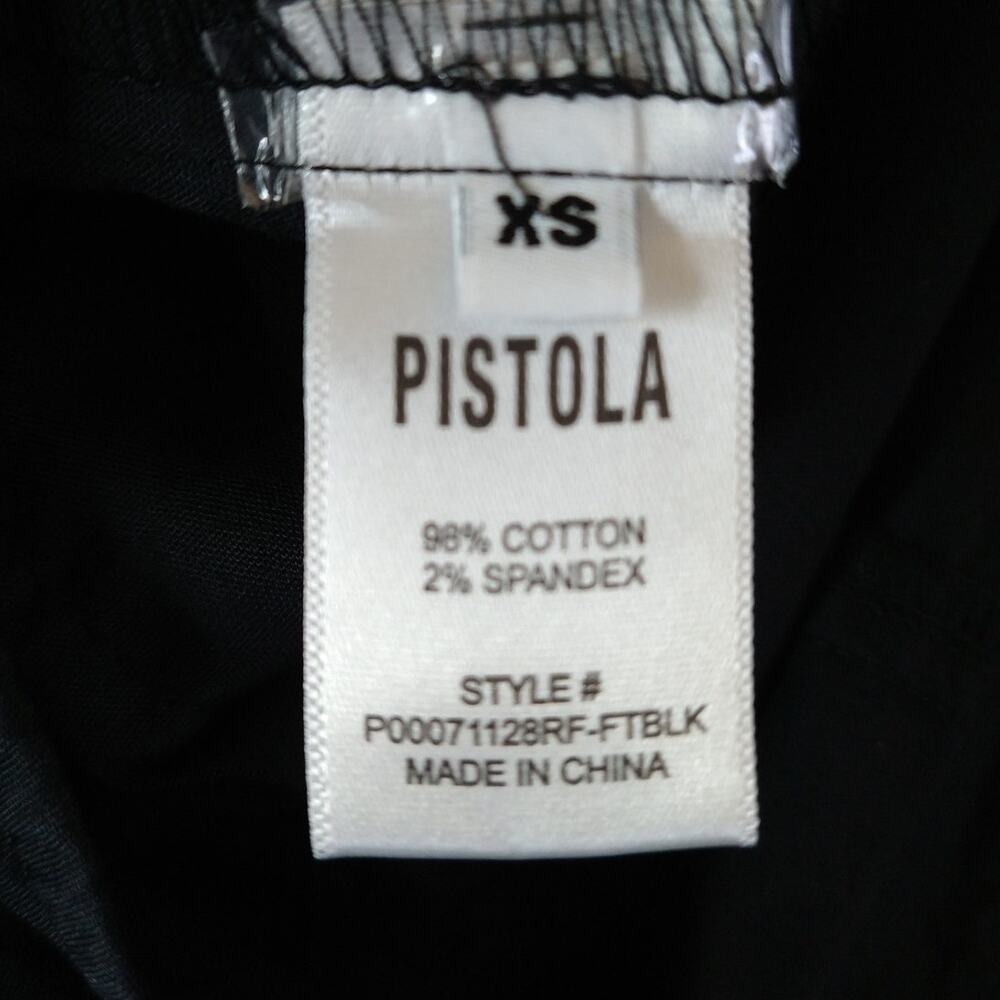 XS
PISTOLA
98% COTTON
2% SPANDEX
STYLE #
P00071128RF-FTBLK
MADE IN CHINA